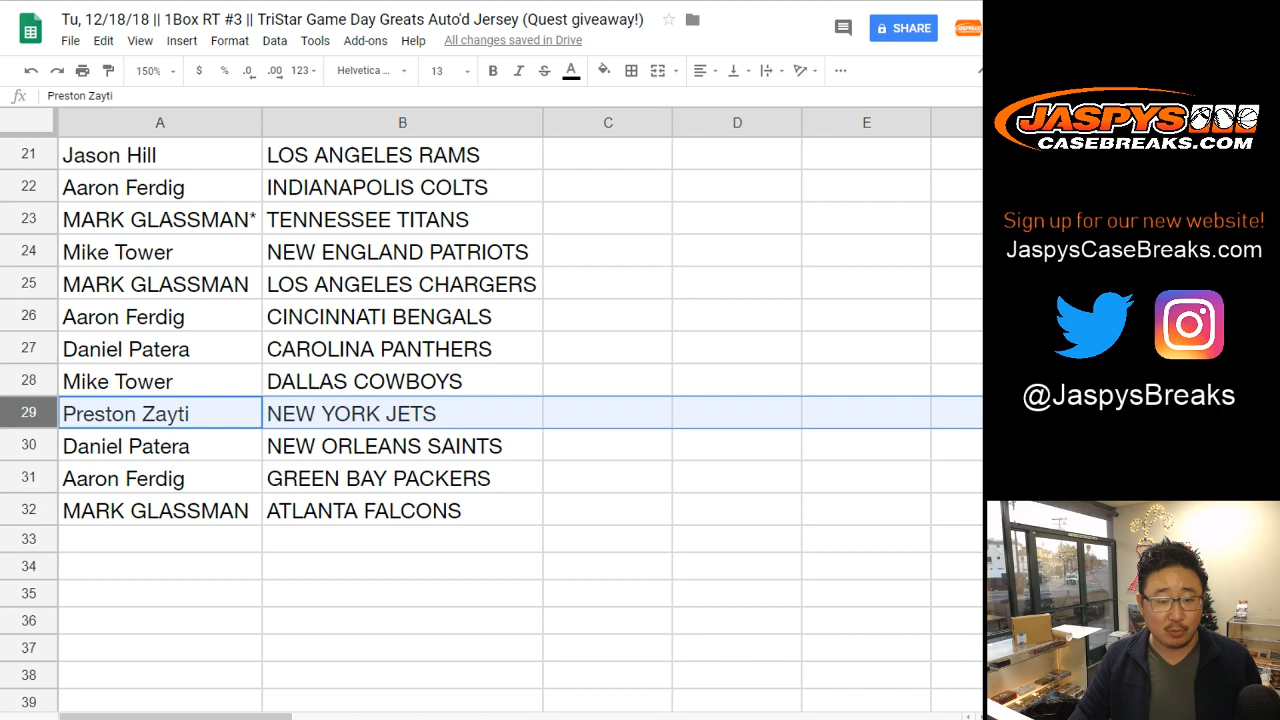 Tu, 12/18/18 || 1Box RT #3 || TriStar Game Day Greats Auto'd Jersey (Quest giveaway!)
File Edit View Insert Format Data Tools Add-ons Help All changes saved in Drive
SHARE
150% $ % .0 .00 123 Helvetica ... 13 B I S A
fx Preston Zayti
A B C D E
21 Jason Hill LOS ANGELES RAMS
22 Aaron Ferdig INDIANAPOLIS COLTS
23 MARK GLASSMAN* TENNESSEE TITANS
24 Mike Tower NEW ENGLAND PATRIOTS
25 MARK GLASSMAN LOS ANGELES CHARGERS
26 Aaron Ferdig CINCINNATI BENGALS
27 Daniel Patera CAROLINA PANTHERS
28 Mike Tower DALLAS COWBOYS
29 Preston Zayti NEW YORK JETS
30 Daniel Patera NEW ORLEANS SAINTS
31 Aaron Ferdig GREEN BAY PACKERS
32 MARK GLASSMAN ATLANTA FALCONS
33
34
35
36
37
38
39
JASPYS
CASEBREAKS.COM
Sign up for our new website!
JaspysCaseBreaks.com
@JaspysBreaks